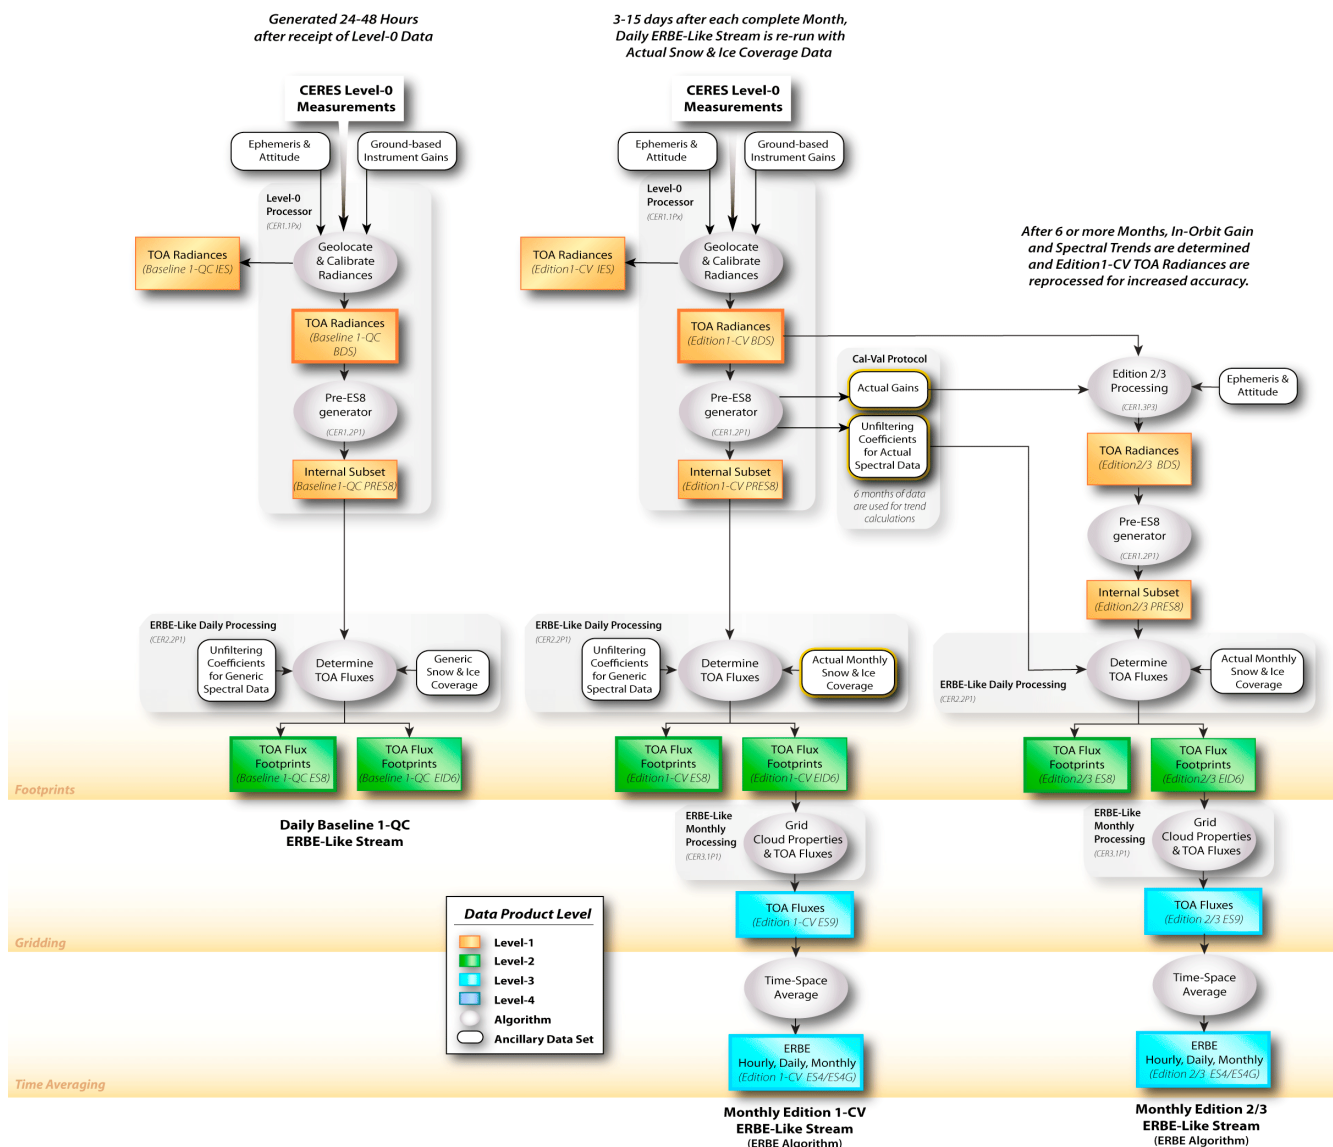 Generated 24-48 Hours
after receipt of Level-0 Data
3-15 days after each complete Month,
Daily ERBE-Like Stream is re-run with
Actual Snow & Ice Coverage Data
CERES Level-0
Measurements
Ephemeris &
Attitude
Ground-based
Instrument Gains
Level-0
Processor
(CER1.1Px)
Geolocate
& Calibrate
Radiances
TOA Radiances
(Baseline 1-QC IES)
TOA Radiances
(Baseline 1-QC
BDS)
Pre-ES8
generator
(CER1.2P1)
Internal Subset
(Baseline1-QC PRES8)
CERES Level-0
Measurements
Ephemeris &
Attitude
Ground-based
Instrument Gains
Level-0
Processor
(CER1.1Px)
Geolocate
& Calibrate
Radiances
TOA Radiances
(Edition1-CV IES)
TOA Radiances
(Edition1-CV BDS)
Pre-ES8
generator
(CER1.2P1)
Internal Subset
(Edition1-CV PRES8)
Cal-Val Protocol
Actual Gains
Unfiltering
Coefficients
for Actual
Spectral Data
6 months of data
are used for trend
calculations
After 6 or more Months, In-Orbit Gain
and Spectral Trends are determined
and Edition1-CV TOA Radiances are
reprocessed for increased accuracy.
Edition 2/3
Processing
(CER1.3P3)
Ephemeris &
Attitude
TOA Radiances
(Edition2/3 BDS)
Pre-ES8
generator
(CER1.2P1)
Internal Subset
(Edition2/3 PRES8)
ERBE-Like Daily Processing
(CER2.2P1)
Unfiltering
Coefficients
for Generic
Spectral Data
Determine
TOA Fluxes
Generic
Snow & Ice
Coverage
ERBE-Like Daily Processing
(CER2.2P1)
Unfiltering
Coefficients
for Generic
Spectral Data
Determine
TOA Fluxes
Actual Monthly
Snow & Ice
Coverage
ERBE-Like Daily Processing
(CER2.2P1)
Determine
TOA Fluxes
Actual Monthly
Snow & Ice
Coverage
TOA Flux
Footprints
(Baseline 1-QC ES8)
TOA Flux
Footprints
(Baseline 1-QC EID6)
TOA Flux
Footprints
(Edition1-CV ES8)
TOA Flux
Footprints
(Edition1-CV EID6)
TOA Flux
Footprints
(Edition2/3 ES8)
TOA Flux
Footprints
(Edition2/3 EID6)
Footprints
Daily Baseline 1-QC
ERBE-Like Stream
ERBE-Like
Monthly
Processing
(CER3.1P1)
Grid
Cloud Properties
& TOA Fluxes
ERBE-Like
Monthly
Processing
(CER3.1P1)
Grid
Cloud Properties
& TOA Fluxes
TOA Fluxes
(Edition 1-CV ES9)
TOA Fluxes
(Edition 2/3 ES9)
Gridding
Data Product Level
Level-1
Level-2
Level-3
Level-4
Algorithm
Ancillary Data Set
Time-Space
Average
Time-Space
Average
ERBE
Hourly, Daily, Monthly
(Edition 1-CV ES4/ES4G)
ERBE
Hourly, Daily, Monthly
(Edition 2/3 ES4/ES4G)
Time Averaging
Monthly Edition 1-CV
ERBE-Like Stream
(ERBE Algorithm)
Monthly Edition 2/3
ERBE-Like Stream
(ERBE Algorithm)